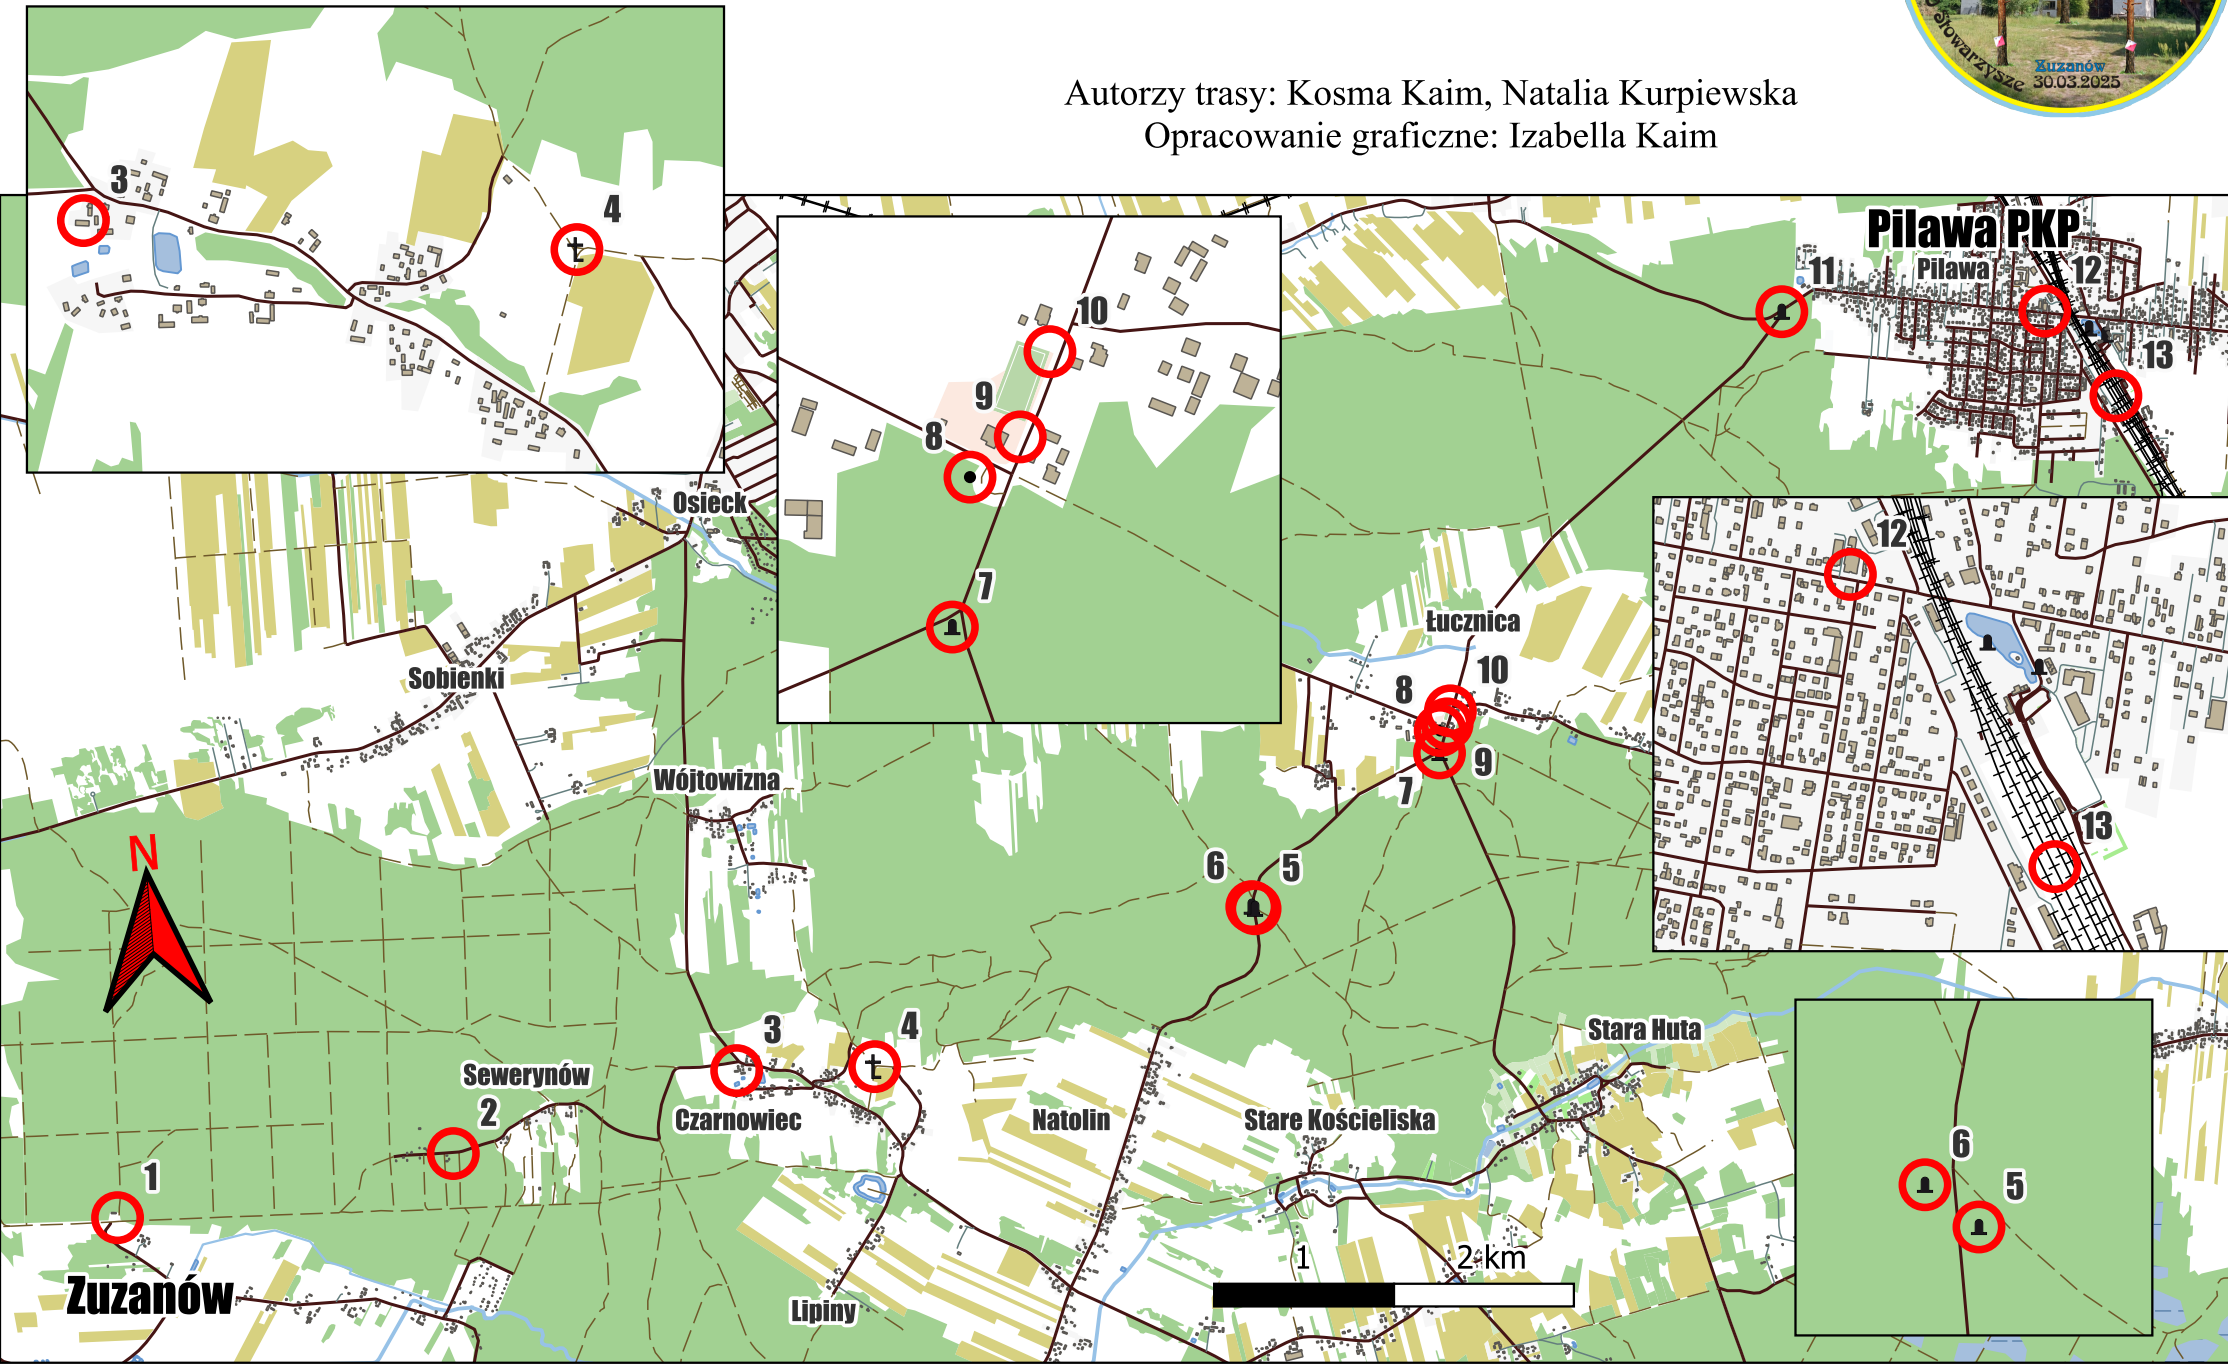 Stowarzysze
Zuzanów
30.03.2025
Autorzy trasy: Kosma Kaim, Natalia Kurpiewska
Opracowanie graficzne: Izabella Kaim
3
4
Pilawa PKP
Pilawa
11
12
13
10
9
8
7
Osieck
12
13
Łucznica
10
8
9
7
Sobienki
Wójtowizna
N
6
5
3
4
Stara Huta
Sewerynów
2
Czarnowiec
Natolin
Stare Kościeliska
1
6
5
Zuzanów
Lipiny
1
2 km